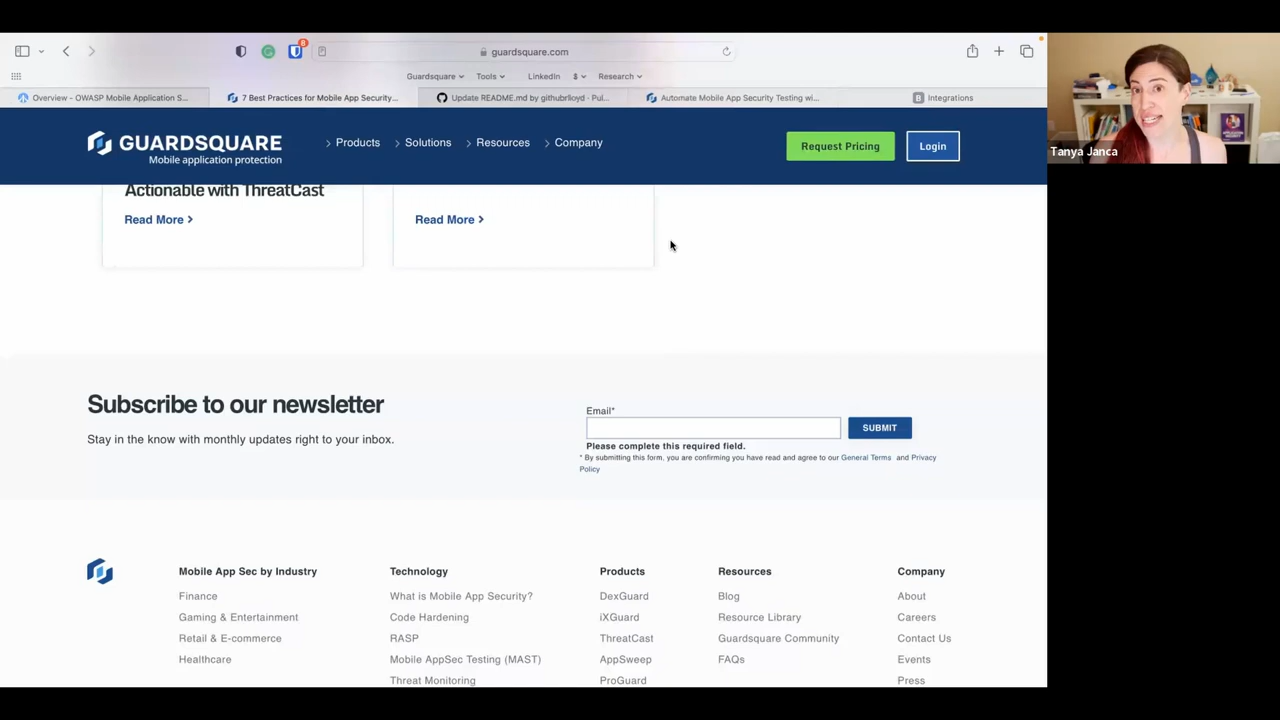 8
guardsquare.com
Guardsquare
Tools
LinkedIn
$
Research
Overview - OWASP Mobile Application S...
7 Best Practices for Mobile App Security...
Update README.md by githubrlloyd - Pul...
Automate Mobile App Security Testing wi...
B Integrations
GUARDSQUARE
Mobile application protection
Products
Solutions
Resources
Company
Request Pricing
Login
Tanya Janca
Actionable with ThreatCast
Read More
Read More
Subscribe to our newsletter
Stay in the know with monthly updates right to your inbox.
Email*
SUBMIT
Please complete this required field.
* By submitting this form, you are confirming you have read and agree to our General Terms and Privacy
Policy
Mobile App Sec by Industry
Finance
Gaming & Entertainment
Retail & E-commerce
Healthcare
Technology
What is Mobile App Security?
Code Hardening
RASP
Mobile AppSec Testing (MAST)
Threat Monitoring
Products
DexGuard
iXGuard
ThreatCast
AppSweep
ProGuard
Resources
Blog
Resource Library
Guardsquare Community
FAQs
Company
About
Careers
Contact Us
Events
Press